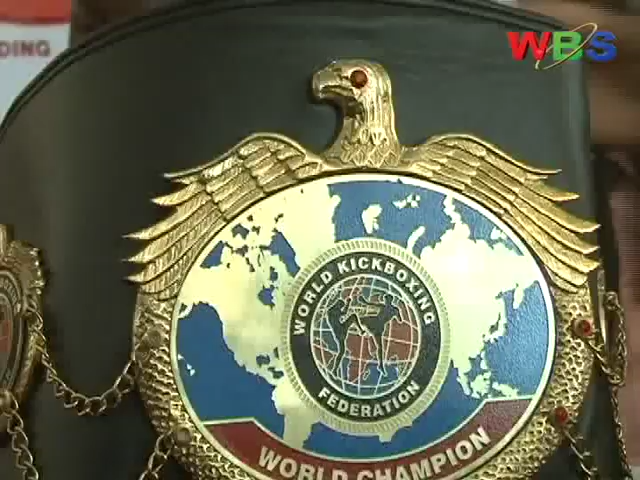 DING
WBS
WORLD KICKBOXING
FEDERATION
WORLD CHAMPION